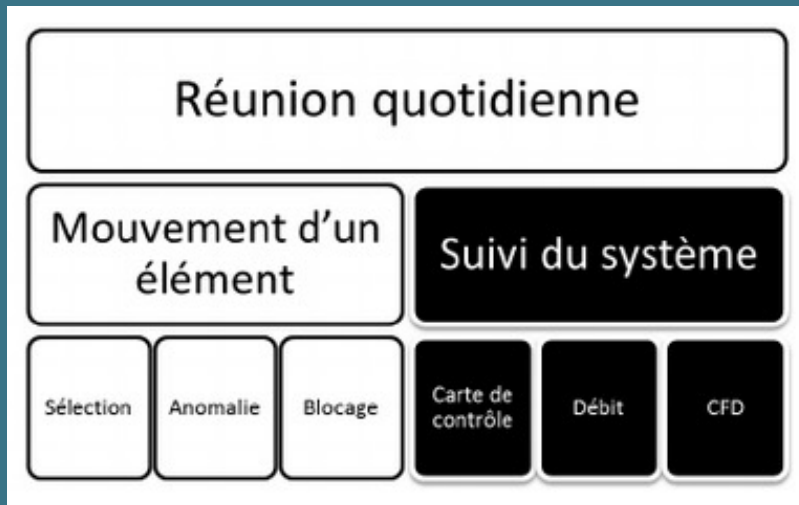 Réunion quotidienne
Mouvement d'un
élément
Suivi du système
Sélection
Anomalie
Blocage
Carte de
contrôle
Débit
CFD